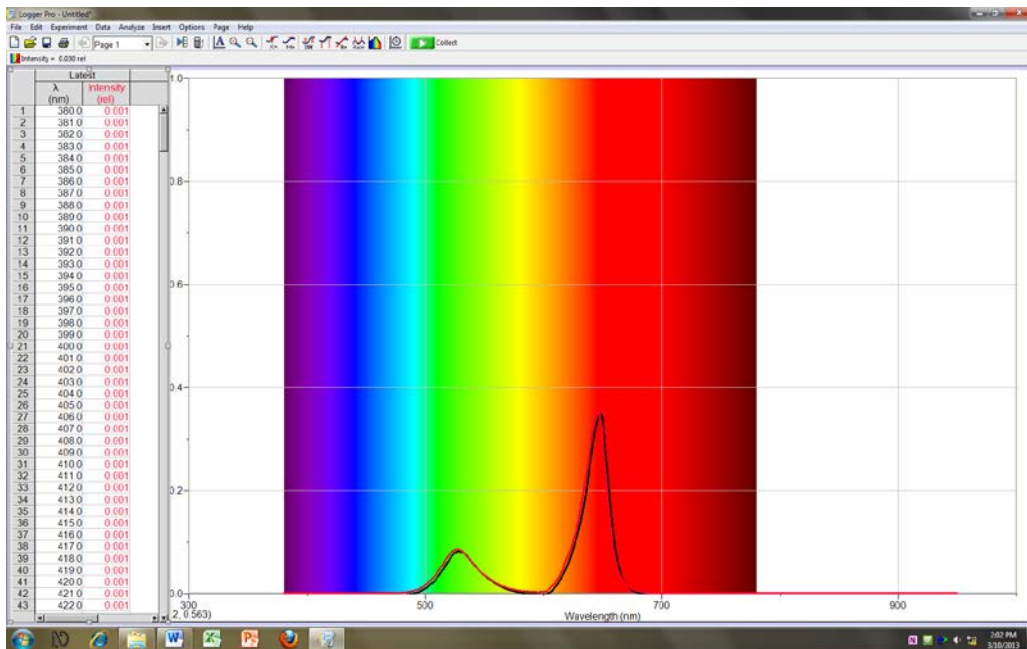 Logger Pro - Untitled*
File Edit Experiment Data Analyze Insert Options Page Help
Page 1
Collect
Intensity = 0.030 rel
Latest
λ Intensity
(nm) (rel)
1 380.0 0.001
2 381.0 0.001
3 382.0 0.001
4 383.0 0.001
5 384.0 0.001
6 385.0 0.001
7 386.0 0.001
8 387.0 0.001
9 388.0 0.001
10 389.0 0.001
11 390.0 0.001
12 391.0 0.001
13 392.0 0.001
14 393.0 0.001
15 394.0 0.001
16 395.0 0.001
17 396.0 0.001
18 397.0 0.001
19 398.0 0.001
20 399.0 0.001
21 400.0 0.001
22 401.0 0.001
23 402.0 0.001
24 403.0 0.001
25 404.0 0.001
26 405.0 0.001
27 406.0 0.001
28 407.0 0.001
29 408.0 0.001
30 409.0 0.001
31 410.0 0.001
32 411.0 0.001
33 412.0 0.001
34 413.0 0.001
35 414.0 0.001
36 415.0 0.001
37 416.0 0.001
38 417.0 0.001
39 418.0 0.001
40 419.0 0.001
41 420.0 0.001
42 421.0 0.001
43 422.0 0.001
1.0
0.8
0.6
0.4
0.2
0.0
300 500 700 900
2, 0.563)
Wavelength (nm)
2:02 PM
3/10/2013